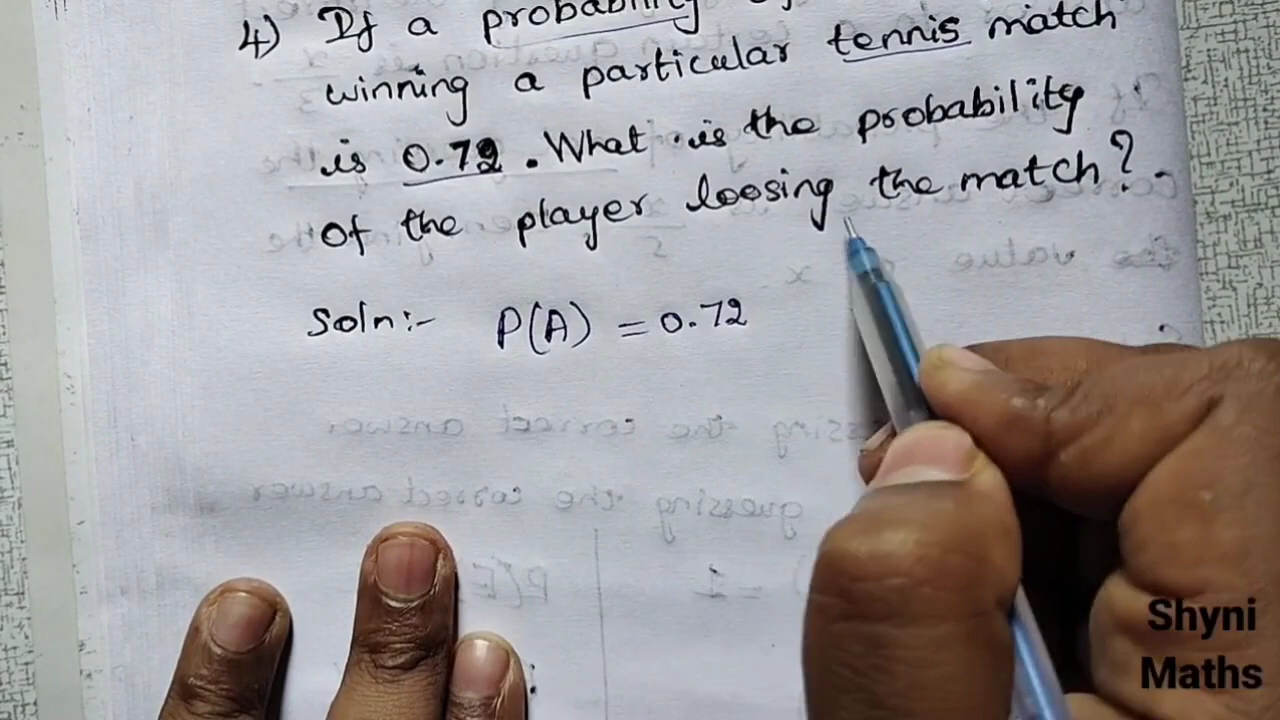 4) If a probability
winning a particular tennis match
is 0.72. What is the probability
of the player loosing the match?
Soln:- P(A) = 0.72
Shyni
Maths